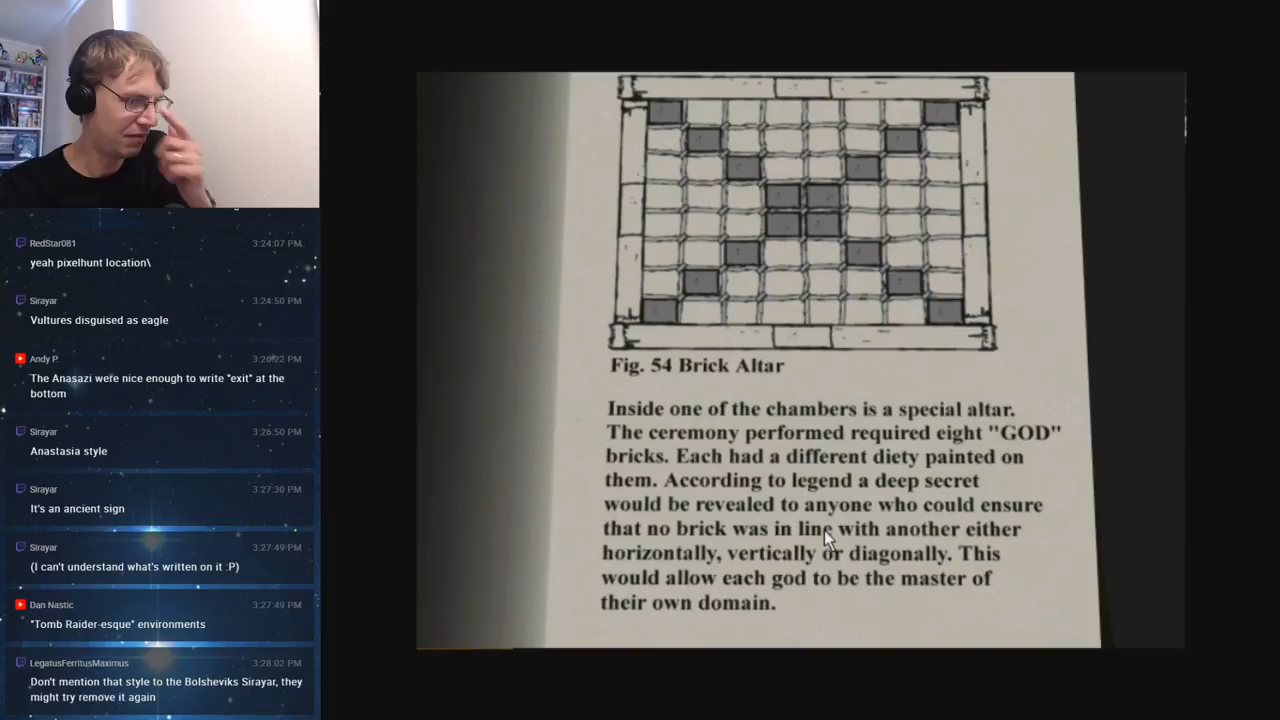 RedStar081 3:24:07 PM
yeah pixelhunt location\
Sirayar 3:24:50 PM
Vultures disguised as eagle
Andy P. 3:26:22 PM
The Anasazi were nice enough to write "exit" at the
bottom
Sirayar 3:26:50 PM
Anastasia style
Sirayar 3:27:30 PM
It's an ancient sign
Sirayar 3:27:49 PM
(I can't understand what's written on it :P)
Dan Nastic 3:27:49 PM
"Tomb Raider-esque" environments
LegatusFerritusMaximus 3:28:02 PM
Don't mention that style to the Bolsheviks Sirayar, they
might try remove it again
Fig. 54 Brick Altar
Inside one of the chambers is a special altar.
The ceremony performed required eight "GOD"
bricks. Each had a different diety painted on
them. According to legend a deep secret
would be revealed to anyone who could ensure
that no brick was in line with another either
horizontally, vertically or diagonally. This
would allow each god to be the master of
their own domain.